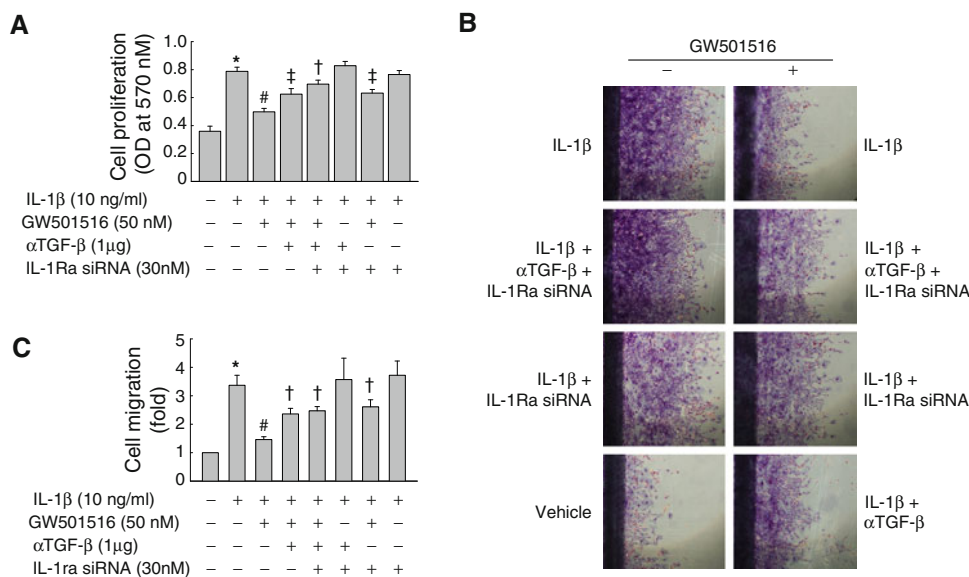 A
Cell proliferation
(OD at 570 nM)
1.0
0.8
0.6
0.4
0.2
0
*
#
‡
†
‡
IL-1β (10 ng/ml) − + + + + + + +
GW501516 (50 nM) − − + + + − + −
αTGF-β (1µg) − − − + + + − −
IL-1Ra siRNA (30nM) − − − − + + + +
C
Cell migration
(fold)
5
4
3
2
1
0
*
#
†
†
†
IL-1β (10 ng/ml) − + + + + + + +
GW501516 (50 nM) − − + + + − + −
αTGF-β (1µg) − − − + + + − −
IL-1ra siRNA (30nM) − − − − + + + +
B
GW501516
− +
IL-1β
IL-1β
IL-1β +
αTGF-β +
IL-1Ra siRNA
IL-1β +
αTGF-β +
IL-1Ra siRNA
IL-1β +
IL-1Ra siRNA
IL-1β +
IL-1Ra siRNA
Vehicle
IL-1β +
αTGF-β